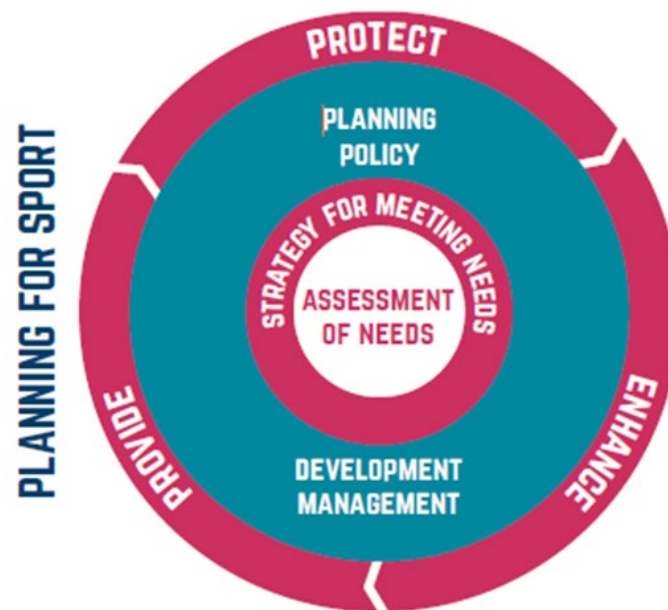 PLANNING FOR SPORT
PROTECT
PLANNING
POLICY
STRATEGY FOR MEETING NEEDS
ASSESSMENT
OF NEEDS
DEVELOPMENT
MANAGEMENT
PROVIDE
ENHANCE